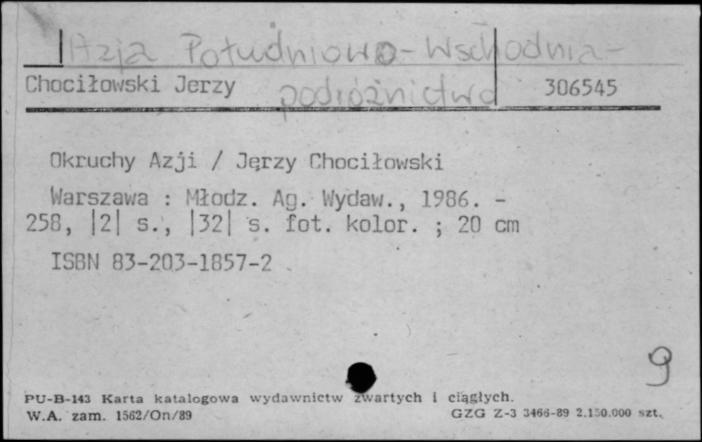 Azja Południowo-Wschodnia-
podróżnictwo
Chociłowski Jerzy 306545
Okruchy Azji / Jerzy Chociłowski
Warszawa : Młodz. Ag. Wydaw., 1986. -
258, |2| s., |32| s. fot. kolor. ; 20 cm
ISBN 83-203-1857-2
9
PU-B-143 Karta katalogowa wydawnictw zwartych i ciągłych.
W.A. zam. 1562/On/89 GZG Z-3 3466-89 2.150.000 szt.